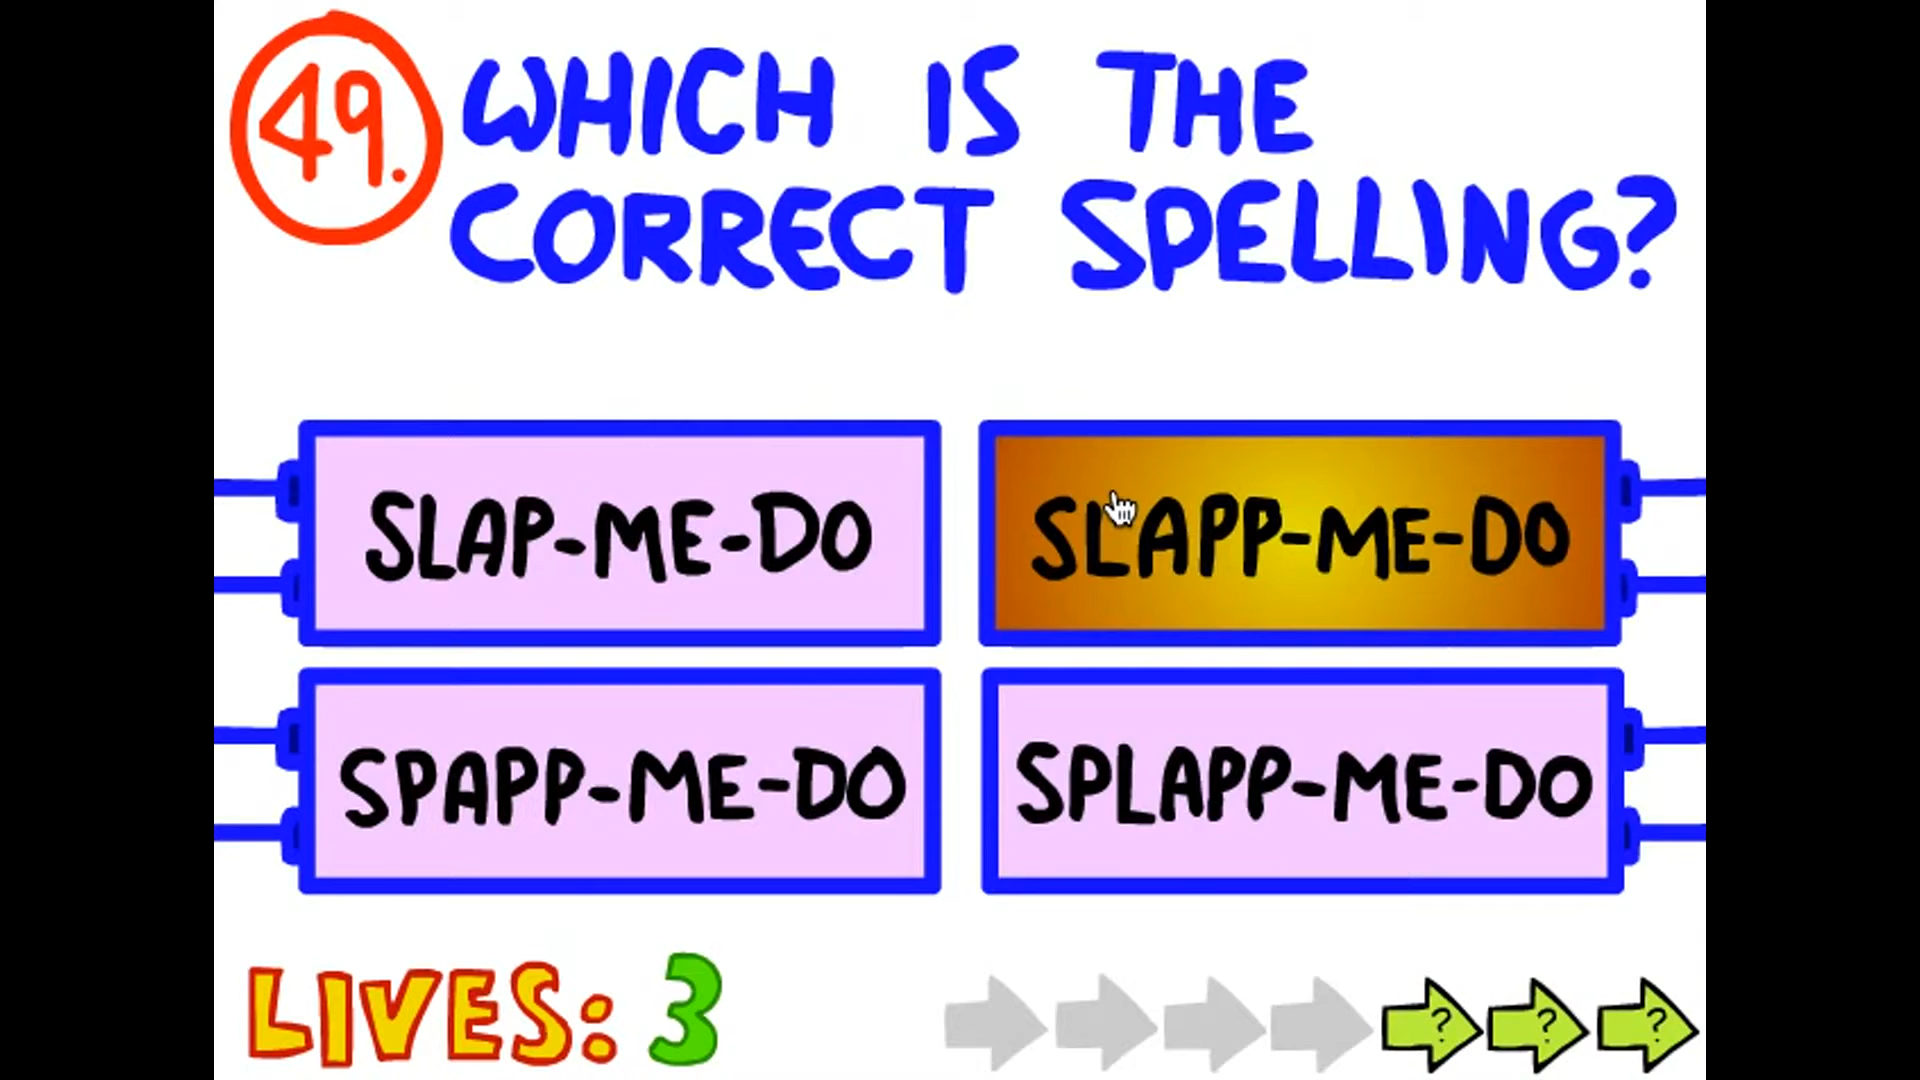 49. WHICH IS THE
CORRECT SPELLING?
SLAP-ME-DO
SLAPP-ME-DO
SPAPP-ME-DO
SPLAPP-ME-DO
LIVES: 3
? ? ?